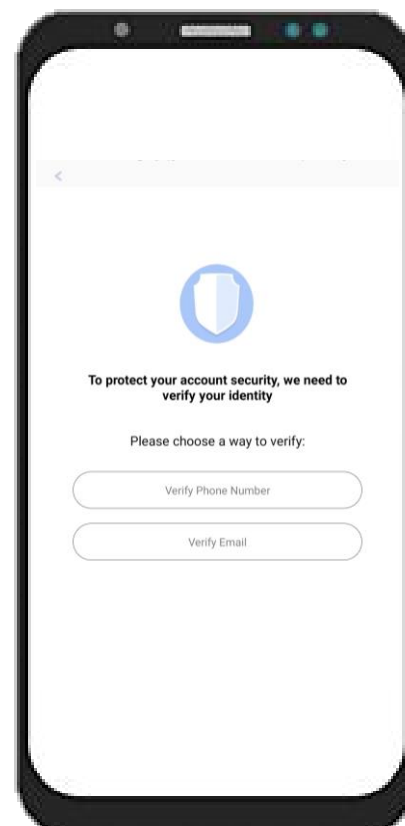 To protect your account security, we need to
verify your identity
Please choose a way to verify:
Verify Phone Number
Verify Email